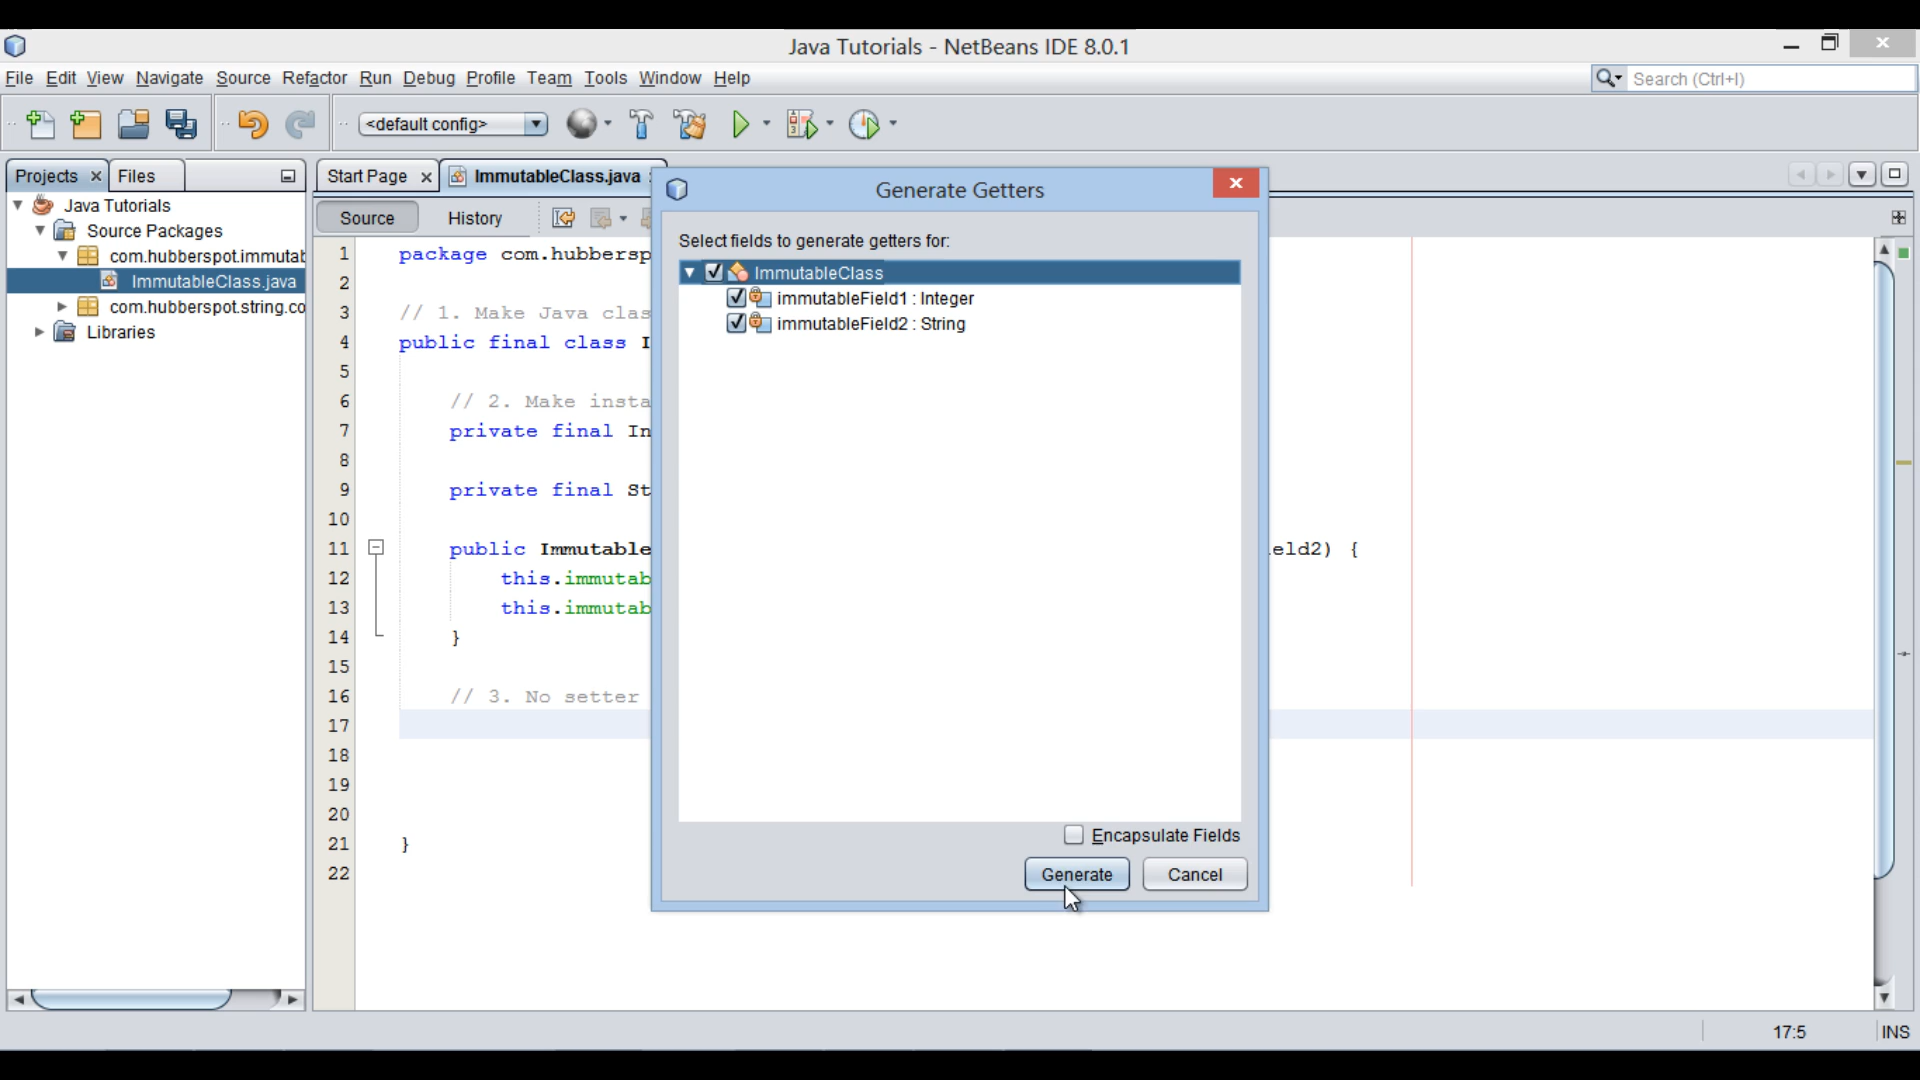 Java Tutorials - NetBeans IDE 8.0.1
File Edit View Navigate Source Refactor Run Debug Profile Team Tools Window Help
Search (Ctrl+I)
<default config>
Projects Files
Start Page ImmutableClass.java
Java Tutorials
Source Packages
com.hubberspot.immutab
ImmutableClass.java
com.hubberspot.string.co
Libraries
Source History
1 package com.hubbersp
2
3 // 1. Make Java clas
4 public final class I
5
6 // 2. Make insta
7 private final In
8
9 private final St
10
11 public Immutable eld2) {
12 this.immutab
13 this.immutab
14 }
15
16 // 3. No setter
17
18
19
20
21 }
22
Generate Getters
Select fields to generate getters for:
ImmutableClass
immutableField1 : Integer
immutableField2 : String
Encapsulate Fields
Generate Cancel
17:5 INS